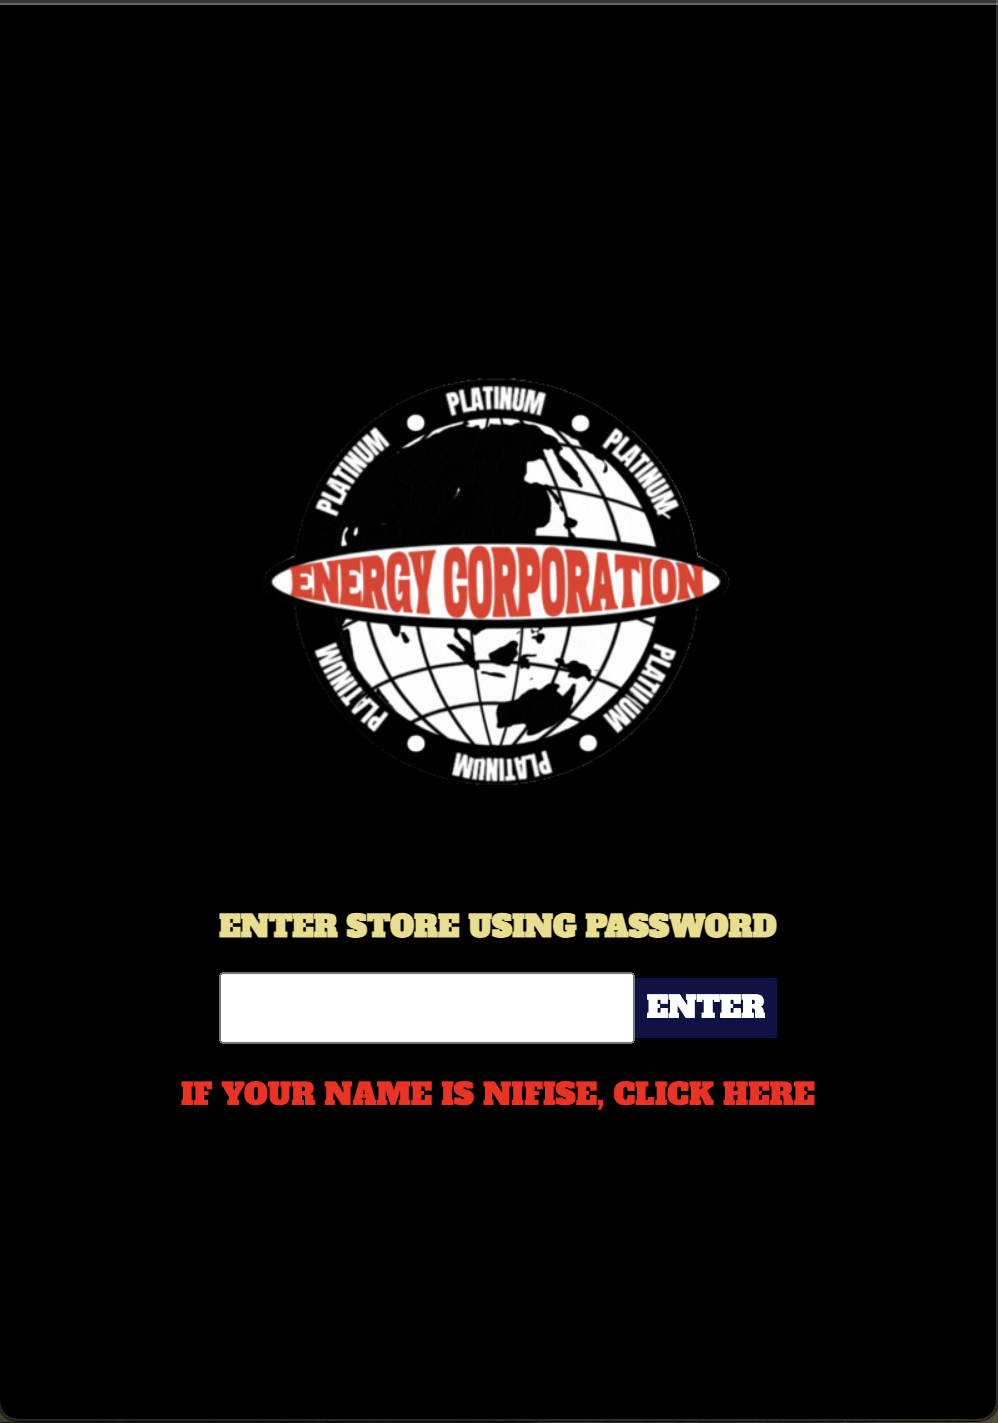 PLATINUM
PLATINUM
PLATINUM
ENERGY CORPORATION
PLATINUM
PLATINUM
PLATINUM
ENTER STORE USING PASSWORD
ENTER
IF YOUR NAME IS NIFISE, CLICK HERE